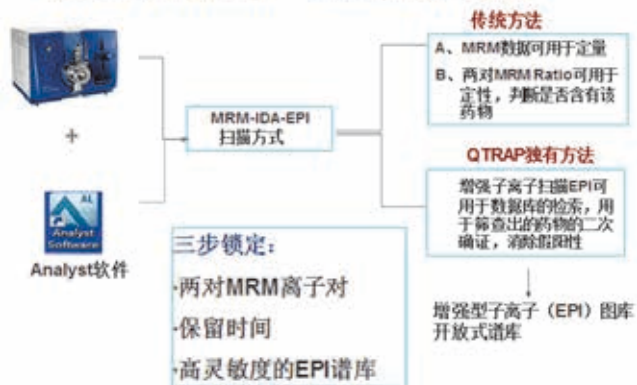 传统方法
A、MRM数据可用于定量
B、两对MRM Ratio可用于
定性，判断是否含有该
药物
MRM-IDA-EPI
扫描方式
+
QTRAP独有方法
增强子离子扫描EPI可
用于数据库的检索，用
于筛查出的药物的二次
确证，消除假阳性
AL
Analyst
Software
Analyst软件
三步锁定：
·两对MRM离子对
·保留时间
·高灵敏度的EPI谱库
增强型子离子（EPI）图库
开放式谱库